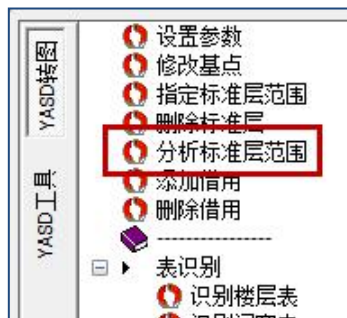 YASD转图
YASD工具
设置参数
修改基点
指定标准层范围
删除标准层
分析标准层范围
添加借用
删除借用
----------------
表识别
识别楼层表